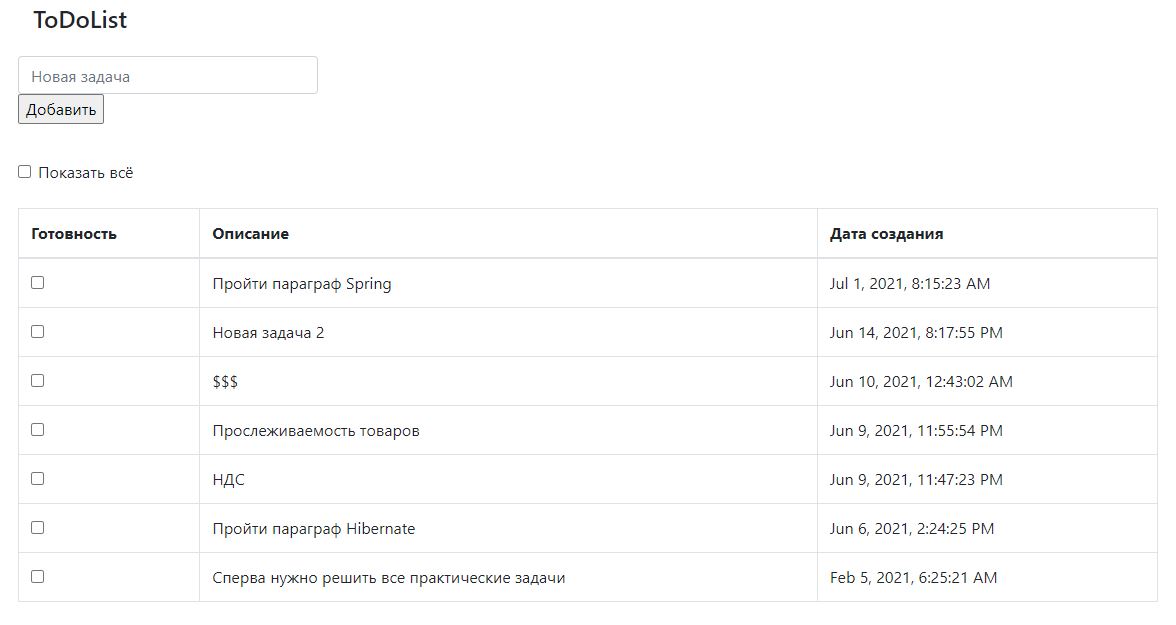 ToDoList
Новая задача
Добавить
Показать всё
Готовность Описание Дата создания
Пройти параграф Spring Jul 1, 2021, 8:15:23 AM
Новая задача 2 Jun 14, 2021, 8:17:55 PM
$$$ Jun 10, 2021, 12:43:02 AM
Прослеживаемость товаров Jun 9, 2021, 11:55:54 PM
НДС Jun 9, 2021, 11:47:23 PM
Пройти параграф Hibernate Jun 6, 2021, 2:24:25 PM
Сперва нужно решить все практические задачи Feb 5, 2021, 6:25:21 AM